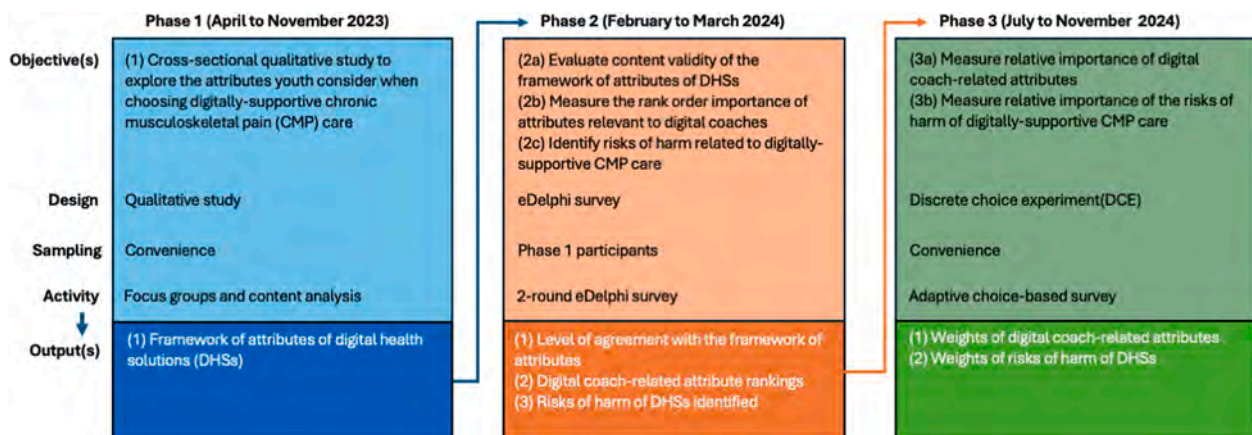 Phase 1 (April to November 2023)
Phase 2 (February to March 2024)
Phase 3 (July to November 2024)
Objective(s)
(1) Cross-sectional qualitative study to
explore the attributes youth consider when
choosing digitally-supportive chronic
musculoskeletal pain (CMP) care
(2a) Evaluate content validity of the
framework of attributes of DHSs
(2b) Measure the rank order importance of
attributes relevant to digital coaches
(2c) Identify risks of harm related to digitally-
supportive CMP care
(3a) Measure relative importance of digital
coach-related attributes
(3b) Measure relative importance of the risks of
harm of digitally-supportive CMP care
Design
Qualitative study
eDelphi survey
Discrete choice experiment(DCE)
Sampling
Convenience
Phase 1 participants
Convenience
Activity
Focus groups and content analysis
2-round eDelphi survey
Adaptive choice-based survey
Output(s)
(1) Framework of attributes of digital health
solutions (DHSs)
(1) Level of agreement with the framework of
attributes
(2) Digital coach-related attribute rankings
(3) Risks of harm of DHSs identified
(1) Weights of digital coach-related attributes
(2) Weights of risks of harm of DHSs